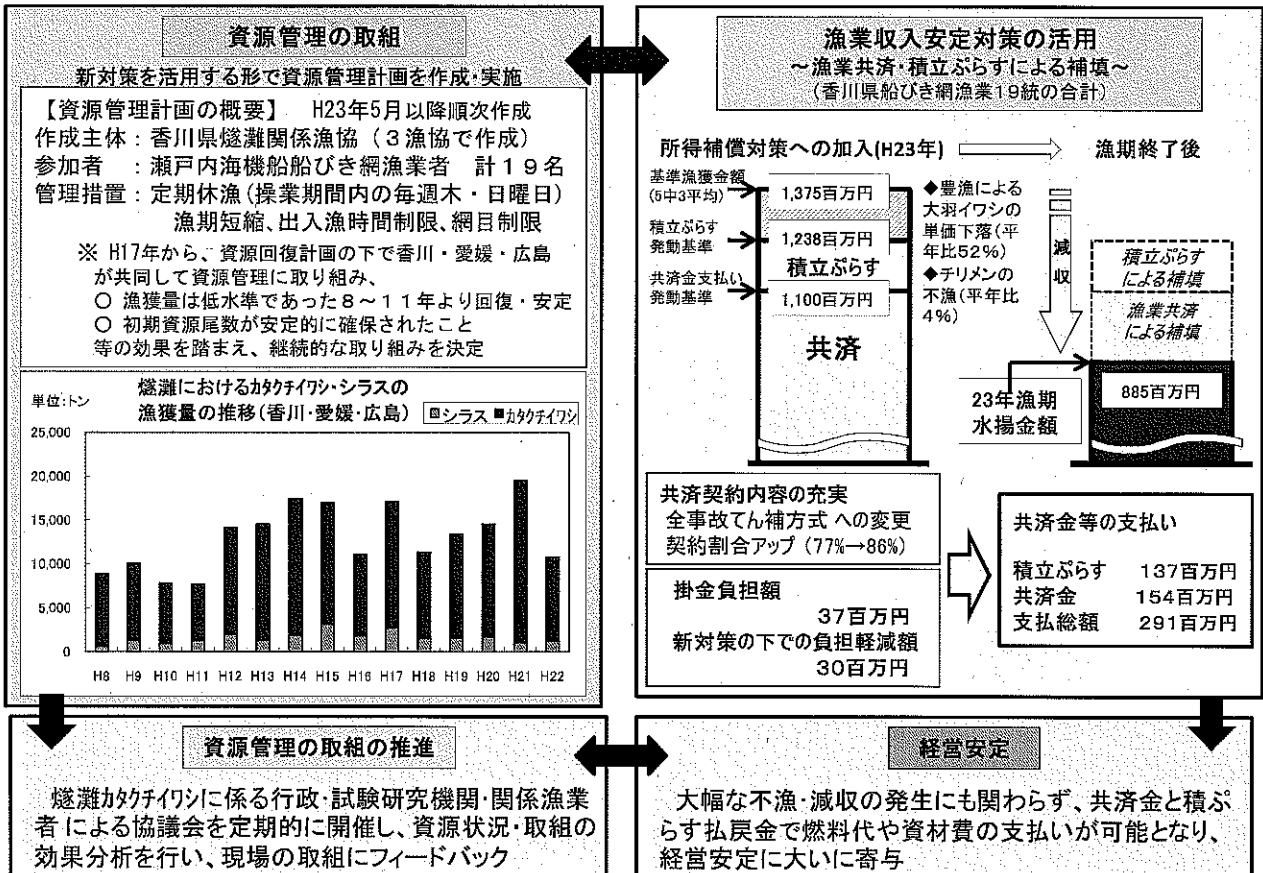 資源管理の取組
新対策を活用する形で資源管理計画を作成・実施
【資源管理計画の概要】 H23年5月以降順次作成
作成主体：香川県燧灘関係漁協（3漁協で作成）
参加者：瀬戸内海機船船びき網漁業者 計19名
管理措置：定期休漁(操業期間内の毎週木・日曜日)
漁期短縮、出入漁時間制限、網目制限
※ H17年から、資源回復計画の下で香川・愛媛・広島
が共同して資源管理に取り組み、
○ 漁獲量は低水準であった8～11年より回復・安定
○ 初期資源尾数が安定的に確保されたこと
等の効果を踏まえ、継続的な取り組みを決定
燧灘におけるカタクチイワシ・シラスの
漁獲量の推移(香川・愛媛・広島)
単位:トン
シラス カタクチイワシ
25,000
20,000
15,000
10,000
5,000
0
H8 H9 H10 H11 H12 H13 H14 H15 H16 H17 H18 H19 H20 H21 H22
漁業収入安定対策の活用
～漁業共済・積立ぷらすによる補填～
(香川県船びき網漁業19統の合計)
所得補償対策への加入(H23年)
漁期終了後
基準漁獲金額
(5中3平均)
1,375百万円
積立ぷらす
発動基準
1,238百万円
積立ぷらす
共済金支払い
発動基準
1,100百万円
共済
◆豊漁による
大羽イワシの
単価下落(平
年比52%)
◆チリメンの
不漁(平年比
4%)
減収
積立ぷらす
による補填
漁業共済
による補填
23年漁期
水揚金額
885百万円
共済契約内容の充実
全事故てん補方式 への変更
契約割合アップ (77%→86%)
掛金負担額
37百万円
新対策の下での負担軽減額
30百万円
共済金等の支払い
積立ぷらす 137百万円
共済金 154百万円
支払総額 291百万円
資源管理の取組の推進
燧灘カタクチイワシに係る行政・試験研究機関・関係漁業
者 による協議会を定期的に開催し、資源状況・取組の
効果分析を行い、現場の取組にフィードバック
経営安定
大幅な不漁・減収の発生にも関わらず、共済金と積ぷ
らす払戻金で燃料代や資材費の支払いが可能となり、
経営安定に大いに寄与